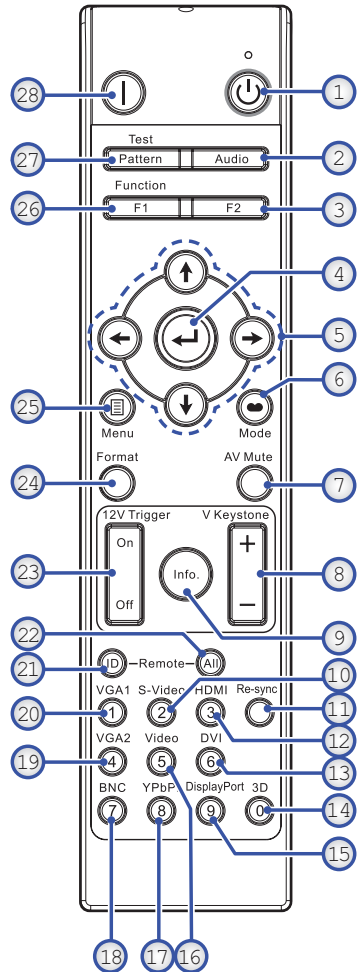 28
1
Test
27
Pattern
Audio
2
Function
26
F1
F2
3
4
5
6
25
Menu
Mode
Format
AV Mute
24
7
12V Trigger
V Keystone
On
+
23
Info.
8
Off
−
9
22
21
ID
Remote
All
10
VGA1
S-Video
HDMI
Re-sync
11
20
1
2
3
12
VGA2
Video
DVI
19
4
5
6
13
BNC
YPbP
DisplayPort
3D
7
8
9
0
14
15
18
17
16